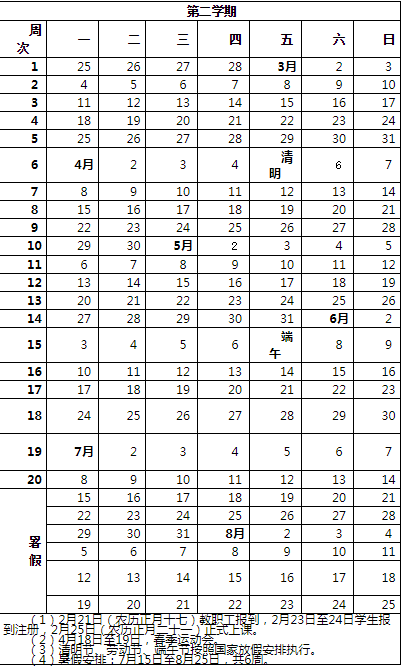 第二学期
周次 一 二 三 四 五 六 日
1 25 26 27 28 3月 2 3
2 4 5 6 7 8 9 10
3 11 12 13 14 15 16 17
4 18 19 20 21 22 23 24
5 25 26 27 28 29 30 31
6 4月 2 3 4 清明 6 7
7 8 9 10 11 12 13 14
8 15 16 17 18 19 20 21
9 22 23 24 25 26 27 28
10 29 30 5月 2 3 4 5
11 6 7 8 9 10 11 12
12 13 14 15 16 17 18 19
13 20 21 22 23 24 25 26
14 27 28 29 30 31 6月 2
15 3 4 5 6 端午 8 9
16 10 11 12 13 14 15 16
17 17 18 19 20 21 22 23
18 24 25 26 27 28 29 30
19 7月 2 3 4 5 6 7
20 8 9 10 11 12 13 14
暑假 15 16 17 18 19 20 21
22 23 24 25 26 27 28
29 30 31 8月 2 3 4
5 6 7 8 9 10 11
12 13 14 15 16 17 18
19 20 21 22 23 24 25
（1）2月21日（农历正月十七）教职工报到，2月23日至24日学生报
到注册，2月25日（农历正月二十一）正式上课。
（2）4月18日至19日，春季运动会。
（3）清明节、劳动节、端午节按照国家放假安排执行。
（4）暑假安排：7月15日至8月25日，共6周。